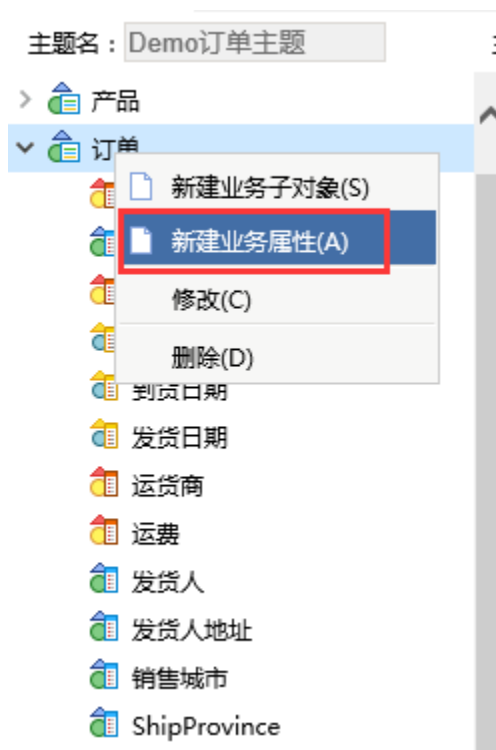 主题名：Demo订单主题
产品
订单
新建业务子对象(S)
新建业务属性(A)
修改(C)
删除(D)
到货日期
发货日期
运货商
运费
发货人
发货人地址
销售城市
ShipProvince